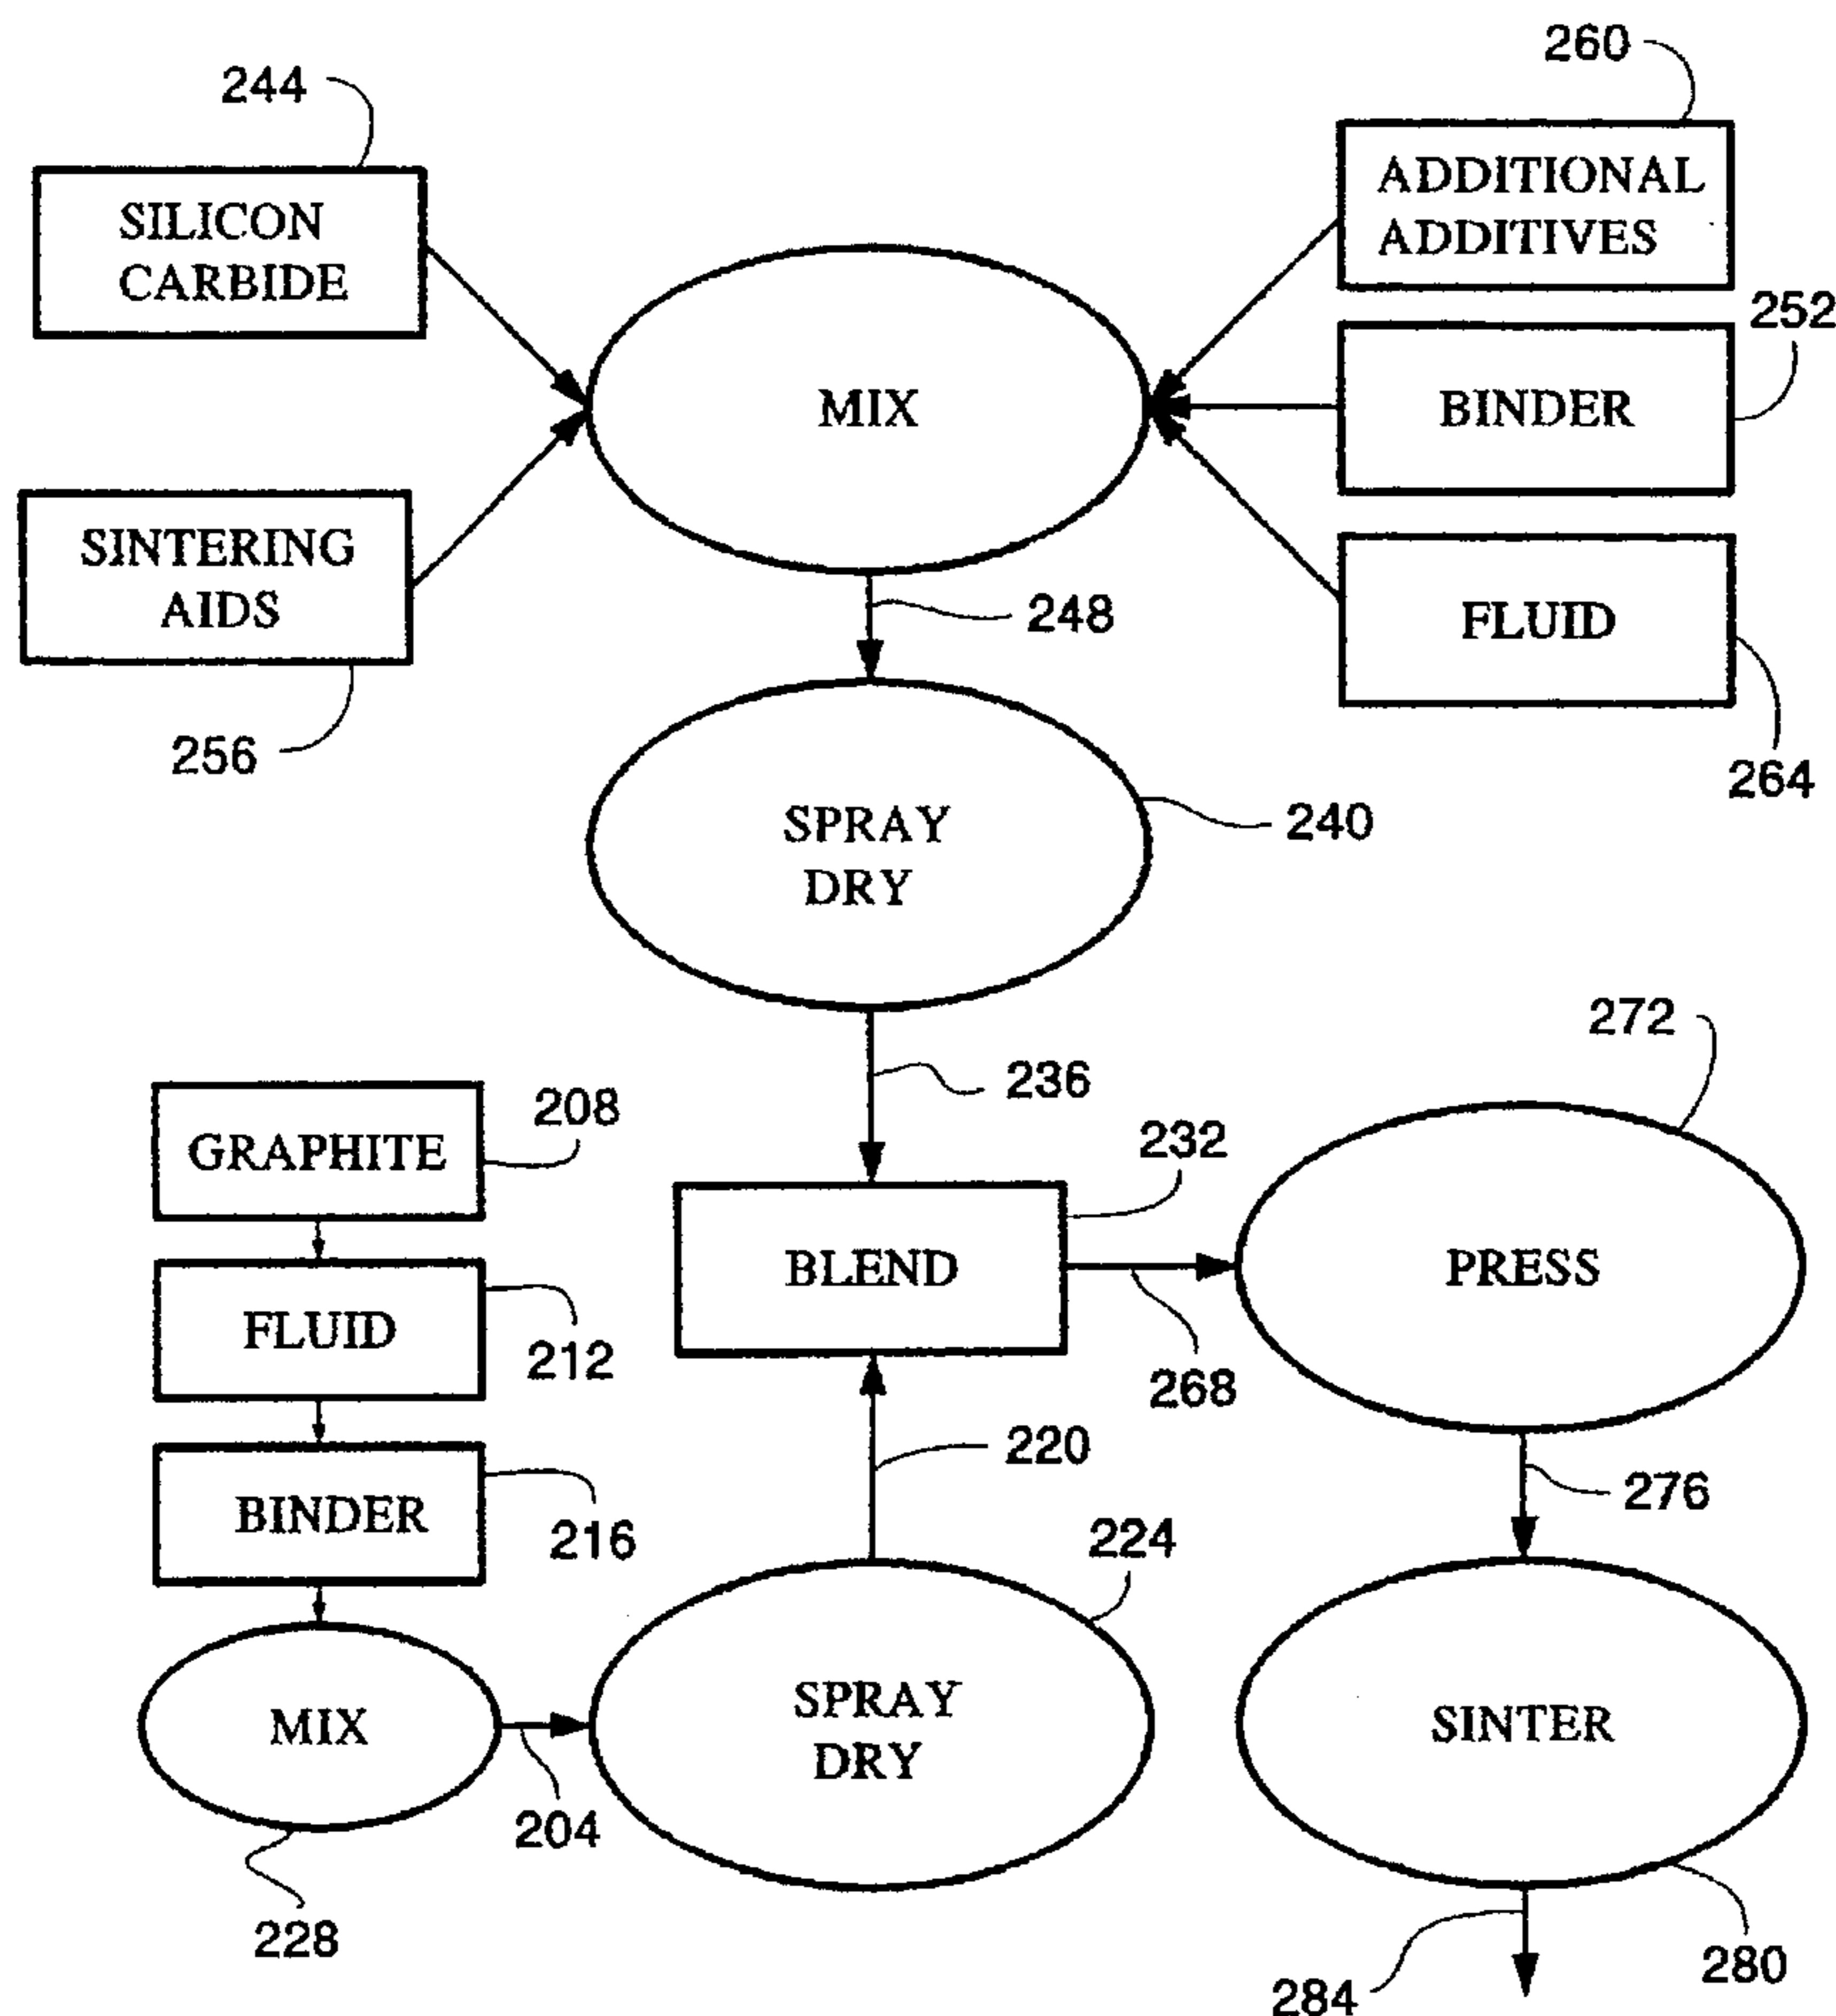 260
244
ADDITIONAL
ADDITIVES
SILICON
CARBIDE
252
MIX
BINDER
SINTERING
AIDS
248
FLUID
256
264
SPRAY
DRY
240
272
236
208
GRAPHITE
232
BLEND
PRESS
FLUID
212
268
220
276
BINDER
216
224
SPRAY
DRY
MIX
SINTER
204
228
280
284